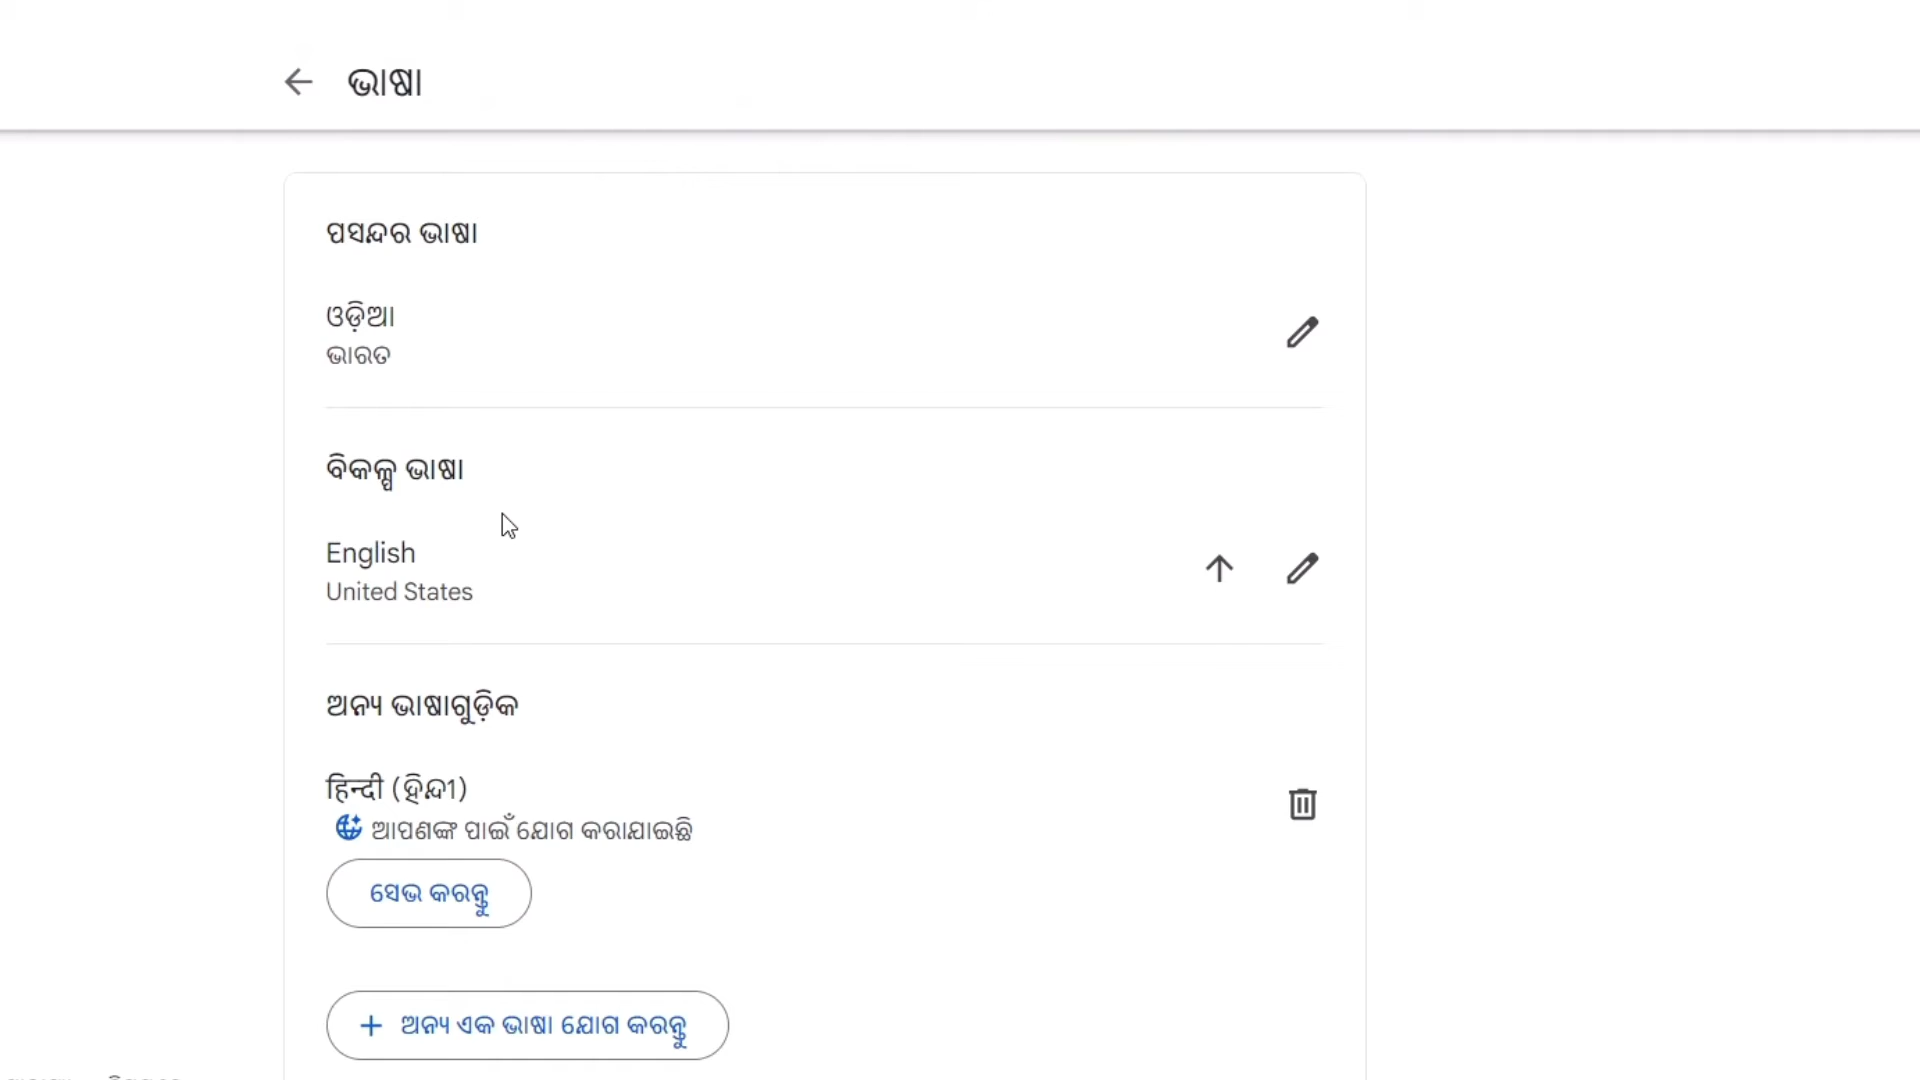 ଭାଷା
ପସନ୍ଦର ଭାଷା
ଓଡ଼ିଆ
ଭାରତ
ବିକଳ୍ପ ଭାଷା
English
United States
ଅନ୍ୟ ଭାଷାଗୁଡ଼ିକ
हिन्दी (ହିନ୍ଦୀ)
ଆପଣଙ୍କ ପାଇଁ ଯୋଗ କରାଯାଇଛି
ସେଭ କରନ୍ତୁ
+ ଅନ୍ୟ ଏକ ଭାଷା ଯୋଗ କରନ୍ତୁ